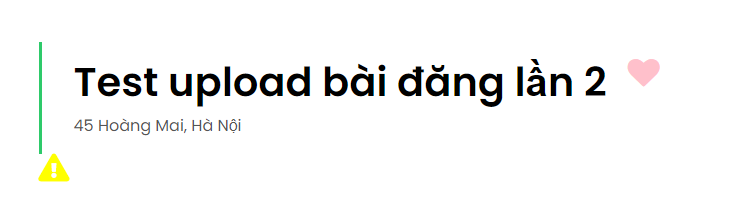 Test upload bài đăng lần 2
45 Hoàng Mai, Hà Nội